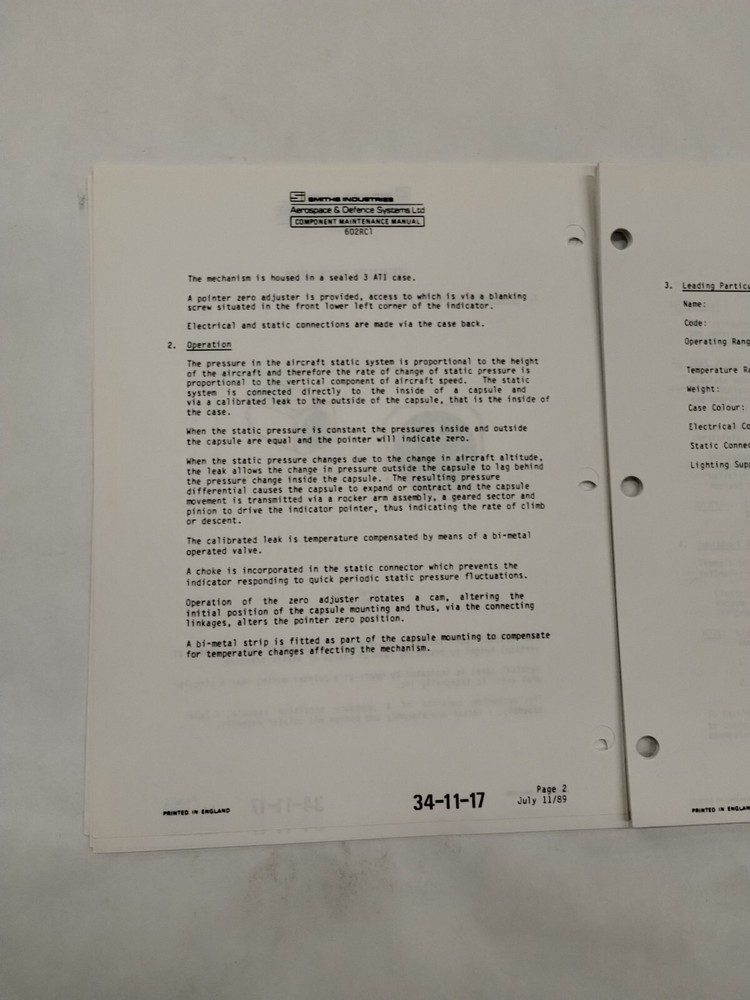 SMITHS INDUSTRIES
Aerospace & Defence Systems Ltd
COMPONENT MAINTENANCE MANUAL
602RC1
The mechanism is housed in a sealed 3 ATI case.
A pointer zero adjuster is provided, access to which is via a blanking
screw situated in the front lower left corner of the indicator.
Electrical and static connections are made via the case back.
2. Operation
The pressure in the aircraft static system is proportional to the height
of the aircraft and therefore the rate of change of static pressure is
proportional to the vertical component of aircraft speed. The static
system is connected directly to the inside of a capsule and
via a calibrated leak to the outside of the capsule, that is the inside of
the case.
When the static pressure is constant the pressures inside and outside
the capsule are equal and the pointer will indicate zero.
When the static pressure changes due to the change in aircraft altitude,
the leak allows the change in pressure outside the capsule to lag behind
the pressure change inside the capsule. The resulting pressure
differential causes the capsule to expand or contract and the capsule
movement is transmitted via a rocker arm assembly, a geared sector and
pinion to drive the indicator pointer, thus indicating the rate of climb
or descent.
The calibrated leak is temperature compensated by means of a bi-metal
operated valve.
A choke is incorporated in the static connector which prevents the
indicator responding to quick periodic static pressure fluctuations.
Operation of the zero adjuster rotates a cam, altering the
initial position of the capsule mounting and thus, via the connecting
linkages, alters the pointer zero position.
A bi-metal strip is fitted as part of the capsule mounting to compensate
for temperature changes affecting the mechanism.
PRINTED IN ENGLAND
34-11-17
Page 2
July 11/89
3. Leading Particu
Name:
Code:
Operating Rang
Temperature Ra
Weight:
Case Colour:
Electrical Co
Static Connec
Lighting Supp
PRINTED IN ENGLAN